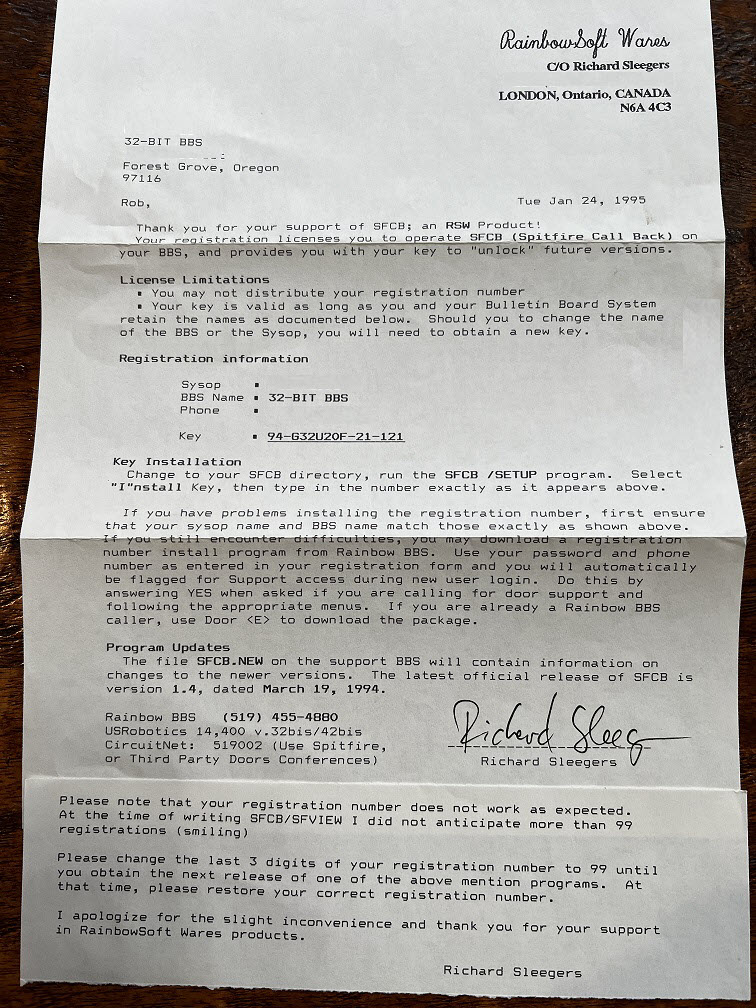 RainbowSoft Wares
C/O Richard Sleegers
LONDON, Ontario, CANADA
N6A 4C3
32-BIT BBS
Forest Grove, Oregon
97116
Rob,
Tue Jan 24, 1995
Thank you for your support of SFCB; an RSW Product!
Your registration licenses you to operate SFCB (Spitfire Call Back) on
your BBS, and provides you with your key to "unlock" future versions.
License Limitations
▪ You may not distribute your registration number
▪ Your key is valid as long as you and your Bulletin Board System
retain the names as documented below. Should you to change the name
of the BBS or the Sysop, you will need to obtain a new key.
Registration information
Sysop ▪
BBS Name ▪ 32-BIT BBS
Phone ▪
Key ▪ 94-G32U20F-21-121
Key Installation
Change to your SFCB directory, run the SFCB /SETUP program. Select
"I"nstall Key, then type in the number exactly as it appears above.
If you have problems installing the registration number, first ensure
that your sysop name and BBS name match those exactly as shown above.
If you still encounter difficulties, you may download a registration
number install program from Rainbow BBS. Use your password and phone
number as entered in your registration form and you will automatically
be flagged for Support access during new user login. Do this by
answering YES when asked if you are calling for door support and
following the appropriate menus. If you are already a Rainbow BBS
caller, use Door <E> to download the package.
Program Updates
The file SFCB.NEW on the support BBS will contain information on
changes to the newer versions. The latest official release of SFCB is
version 1.4, dated March 19, 1994.
Rainbow BBS (519) 455-4880
USRobotics 14,400 v.32bis/42bis
CircuitNet: 519002 (Use Spitfire,
or Third Party Doors Conferences)
Richard Sleeg
Richard Sleegers
Please note that your registration number does not work as expected.
At the time of writing SFCB/SFVIEW I did not anticipate more than 99
registrations (smiling)
Please change the last 3 digits of your registration number to 99 until
you obtain the next release of one of the above mention programs. At
that time, please restore your correct registration number.
I apologize for the slight inconvenience and thank you for your support
in RainbowSoft Wares products.
Richard Sleegers